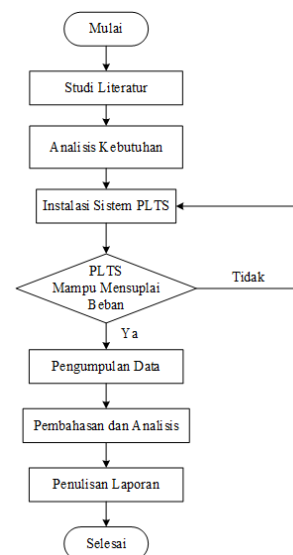 Mulai
Studi Literatur
Analisis Kebutuhan
Instalasi Sistem PLTS
PLTS
Mampu Mensuplai
Beban
Tidak
Ya
Pengumpulan Data
Pembahasan dan Analisis
Penulisan Laporan
Selesai